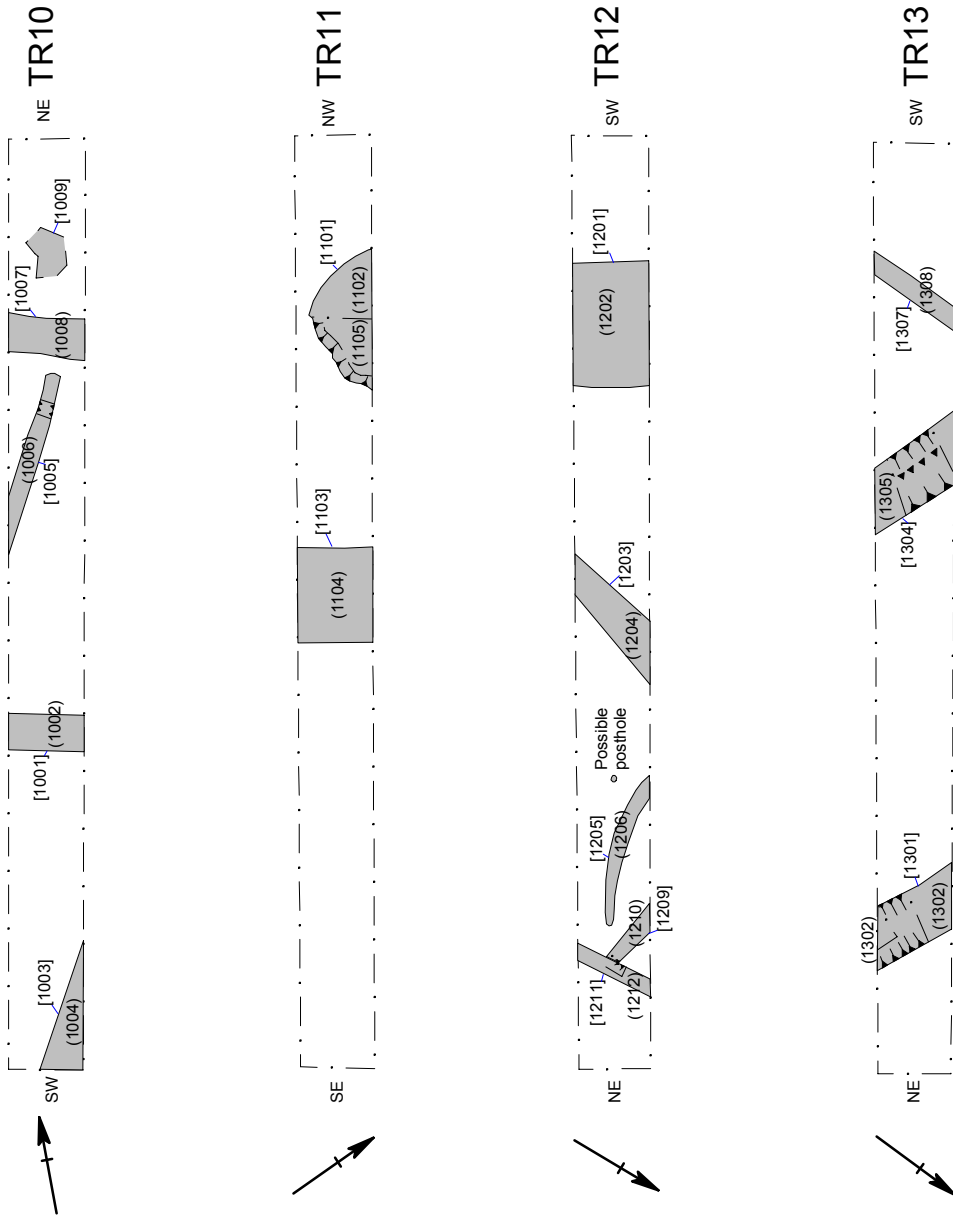 TR10
NE
[1009]
[1007]
(1008)
(1006)
[1005]
(1002)
[1001]
[1003]
(1004)
SW
TR11
NW
[1101]
(1102)
(1105)
[1103]
(1104)
SE
TR12
SW
[1201]
(1202)
[1203]
(1204)
Possible
posthole
[1205]
(1206)
(1210)
[1209]
[1211]
(1212)
NE
TR13
SW
(1308)
[1307]
(1305)
[1304]
[1301]
(1302)
(1302)
NE